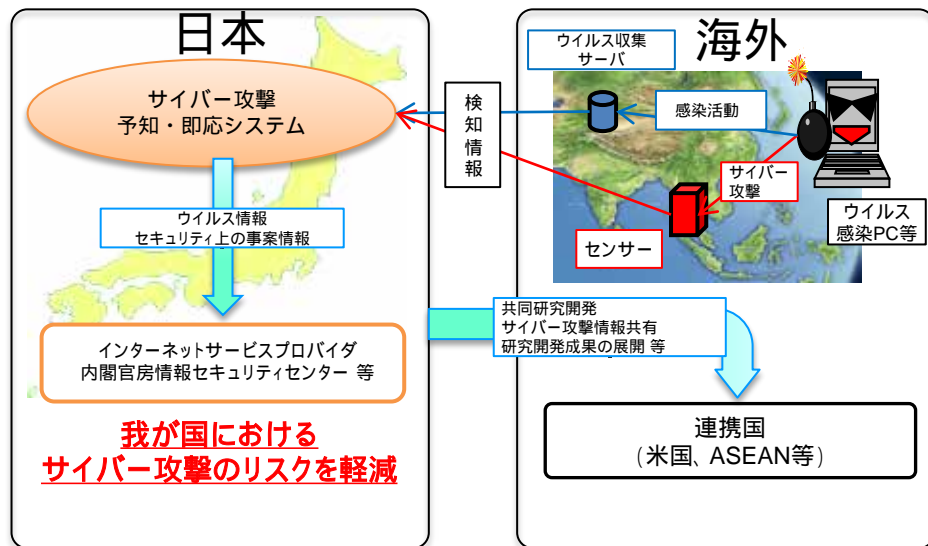 日本
サイバー攻撃
予知・即応システム
ウイルス情報
セキュリティ上の事案情報
インターネットサービスプロバイダ
内閣官房情報セキュリティセンター 等
我が国における
サイバー攻撃のリスクを軽減
検知情報
海外
ウイルス収集
サーバ
感染活動
サイバー
攻撃
センサー
ウイルス
感染PC等
共同研究開発
サイバー攻撃情報共有
研究開発成果の展開 等
連携国
(米国、ASEAN等)